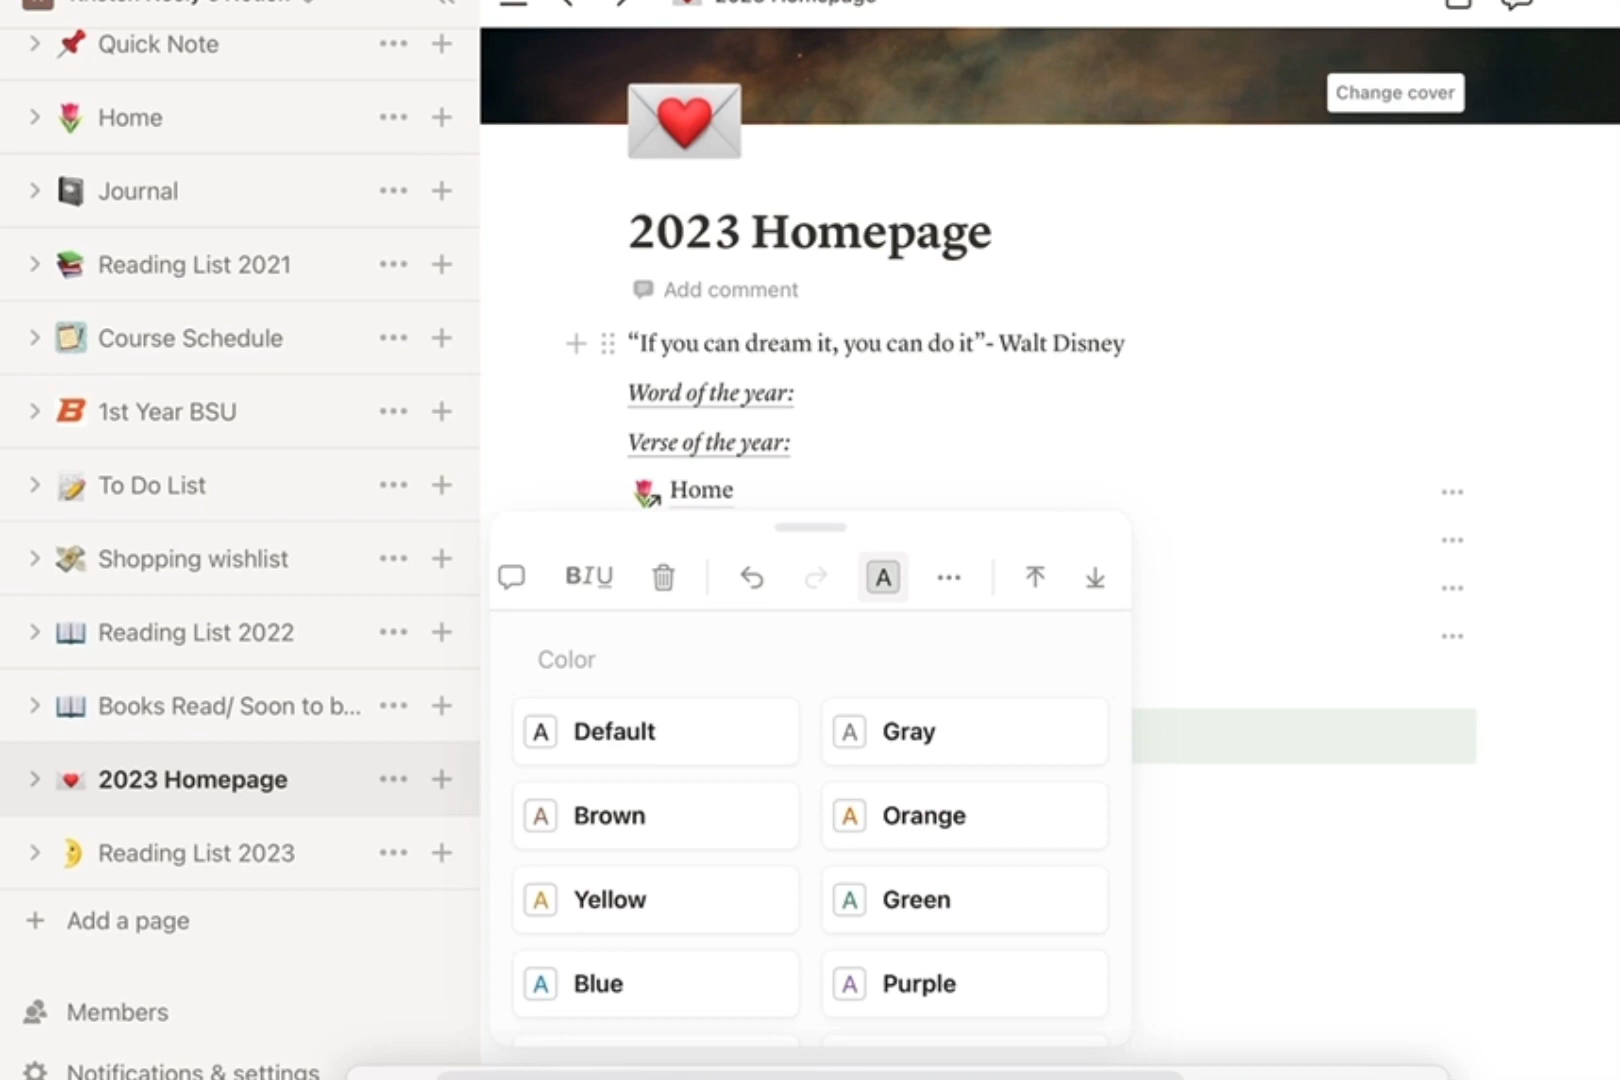 2023 Homepage
Quick Note
Home
Journal
Reading List 2021
Course Schedule
1st Year BSU
To Do List
Shopping wishlist
Reading List 2022
Books Read/ Soon to b...
2023 Homepage
Reading List 2023
Add a page
Members
Notifications & settings
Change cover
2023 Homepage
Add comment
“If you can dream it, you can do it”- Walt Disney
Word of the year:
Verse of the year:
Home
BIU
A
Color
A Default
A Gray
A Brown
A Orange
A Yellow
A Green
A Blue
A Purple